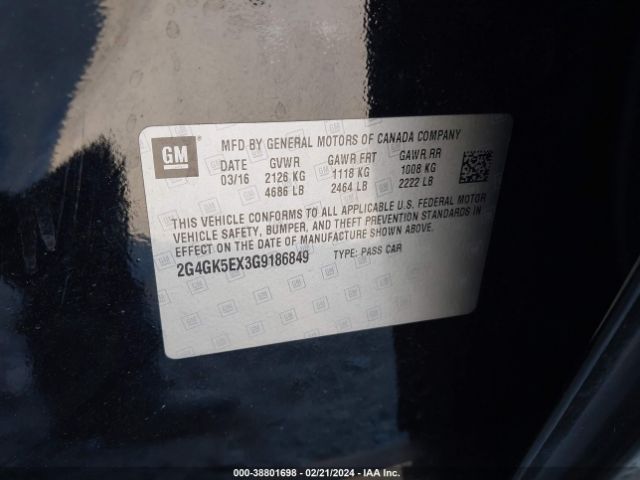 GM
MFD BY GENERAL MOTORS OF CANADA COMPANY
DATE GVWR GAWR FRT GAWR RR
03/16 2126 KG 1118 KG 1008 KG
4686 LB 2464 LB 2222 LB
THIS VEHICLE CONFORMS TO ALL APPLICABLE U.S. FEDERAL MOTOR
VEHICLE SAFETY, BUMPER, AND THEFT PREVENTION STANDARDS IN
EFFECT ON THE DATE OF MANUFACTURE SHOWN ABOVE.
2G4GK5EX3G9186849 TYPE: PASS CAR
000-38801698 - 02/21/2024 - IAA Inc.